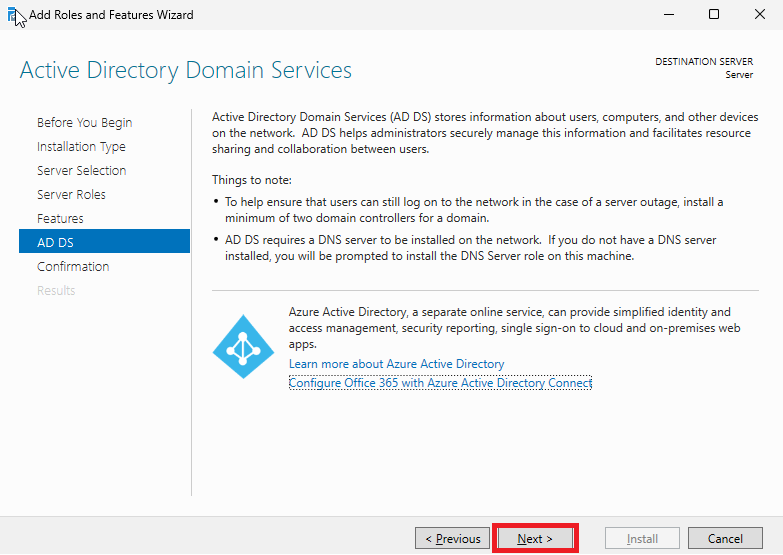 Add Roles and Features Wizard
Active Directory Domain Services
DESTINATION SERVER
Server
Before You Begin
Installation Type
Server Selection
Server Roles
Features
AD DS
Confirmation
Results
Active Directory Domain Services (AD DS) stores information about users, computers, and other devices
on the network. AD DS helps administrators securely manage this information and facilitates resource
sharing and collaboration between users.
Things to note:
• To help ensure that users can still log on to the network in the case of a server outage, install a
minimum of two domain controllers for a domain.
• AD DS requires a DNS server to be installed on the network. If you do not have a DNS server
installed, you will be prompted to install the DNS Server role on this machine.
Azure Active Directory, a separate online service, can provide simplified identity and
access management, security reporting, single sign-on to cloud and on-premises web
apps.
Learn more about Azure Active Directory
Configure Office 365 with Azure Active Directory Connect
< Previous
Next >
Install
Cancel